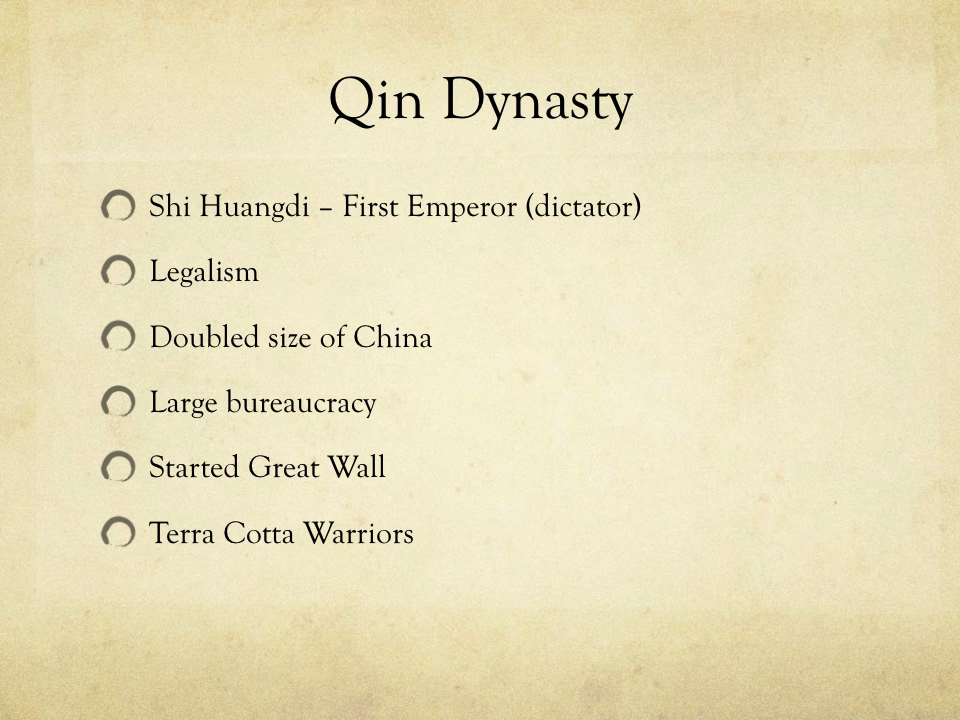 Qin Dynasty
Shi Huangdi – First Emperor (dictator)
Legalism
Doubled size of China
Large bureaucracy
Started Great Wall
Terra Cotta Warriors